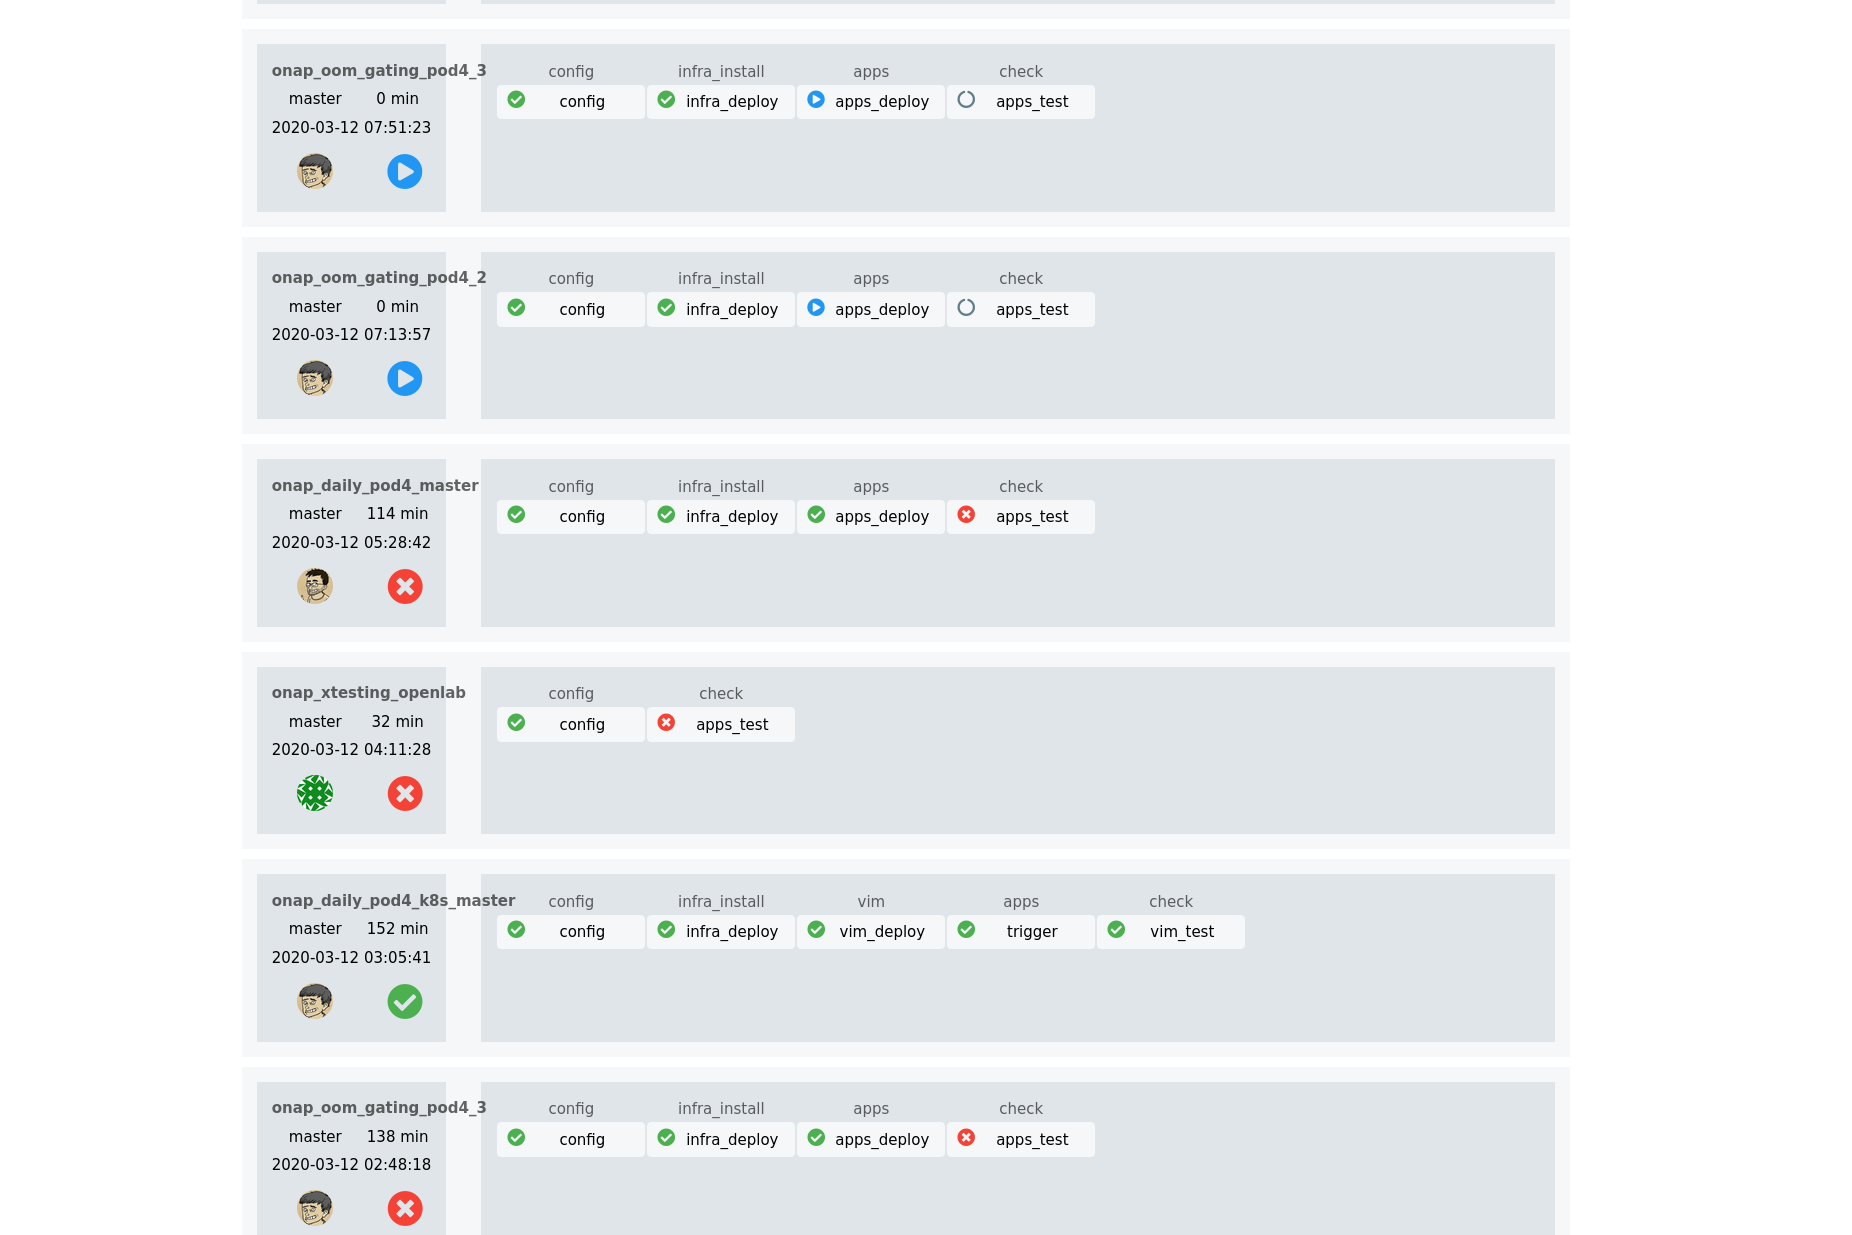 onap_oom_gating_pod4_3
master 0 min
2020-03-12 07:51:23
config infra_install apps check
config infra_deploy apps_deploy apps_test
onap_oom_gating_pod4_2
master 0 min
2020-03-12 07:13:57
config infra_install apps check
config infra_deploy apps_deploy apps_test
onap_daily_pod4_master
master 114 min
2020-03-12 05:28:42
config infra_install apps check
config infra_deploy apps_deploy apps_test
onap_xtesting_openlab
master 32 min
2020-03-12 04:11:28
config check
config apps_test
onap_daily_pod4_k8s_master
master 152 min
2020-03-12 03:05:41
config infra_install vim apps check
config infra_deploy vim_deploy trigger vim_test
onap_oom_gating_pod4_3
master 138 min
2020-03-12 02:48:18
config infra_install apps check
config infra_deploy apps_deploy apps_test